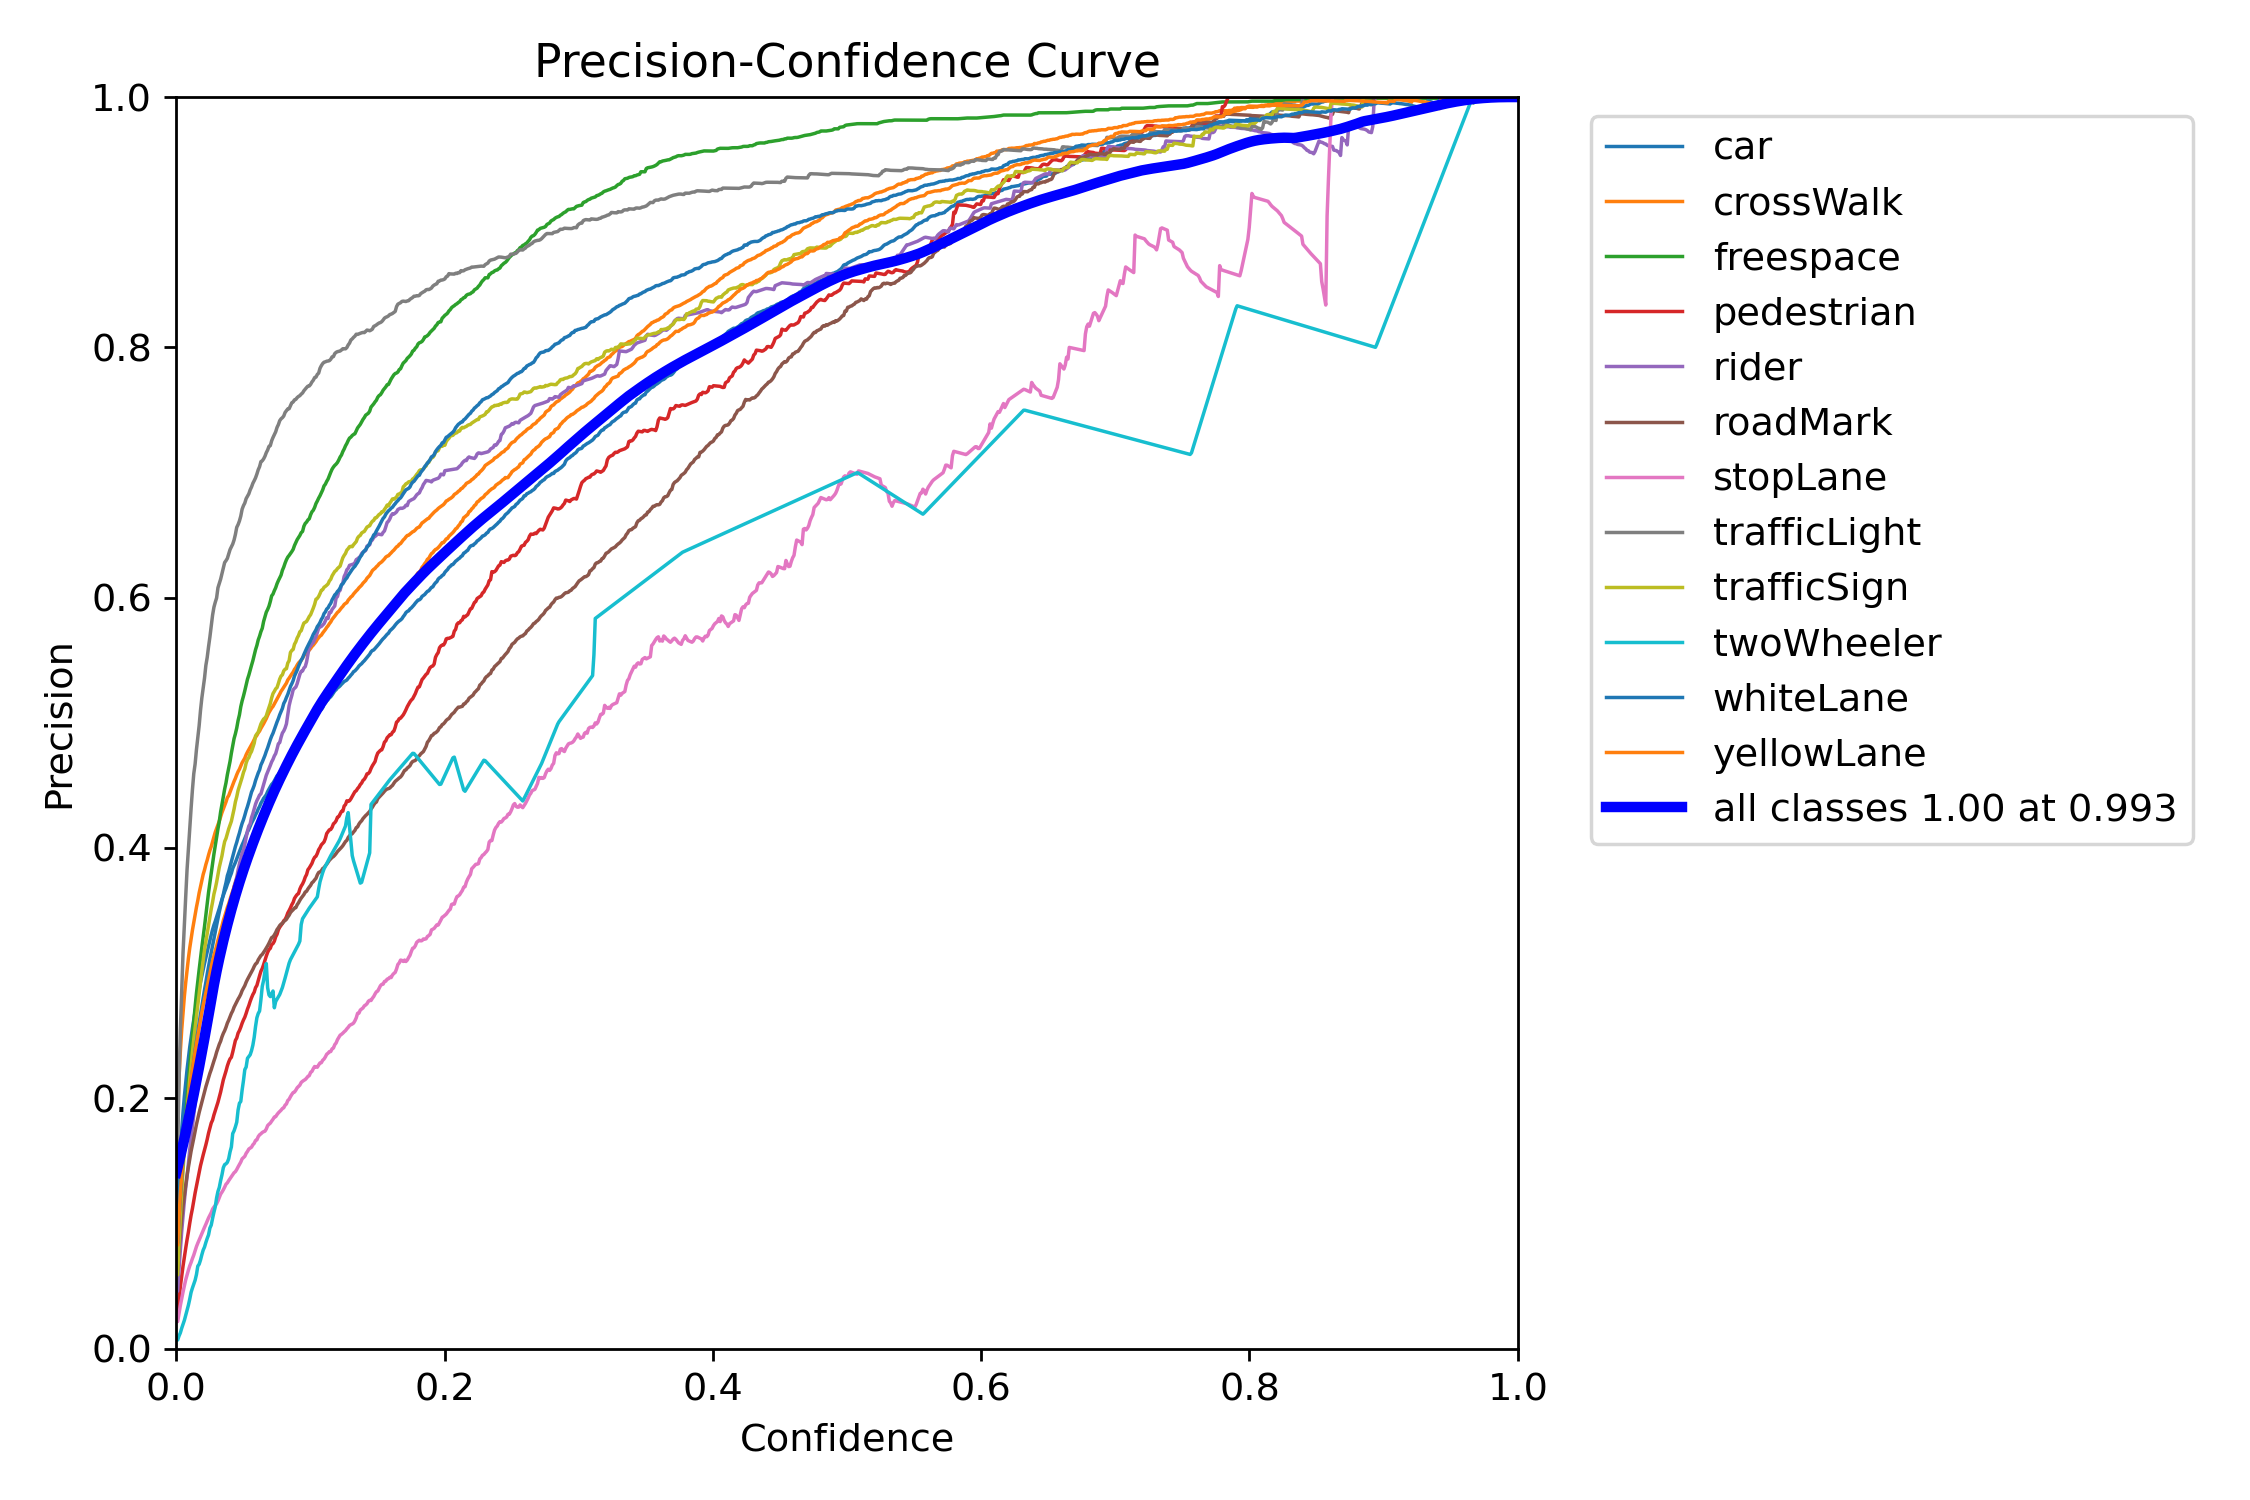 Precision-Confidence Curve
1.0
0.8
0.6
0.4
0.2
0.0
Precision
0.0 0.2 0.4 0.6 0.8 1.0
Confidence
car
crossWalk
freespace
pedestrian
rider
roadMark
stopLane
trafficLight
trafficSign
twoWheeler
whiteLane
yellowLane
all classes 1.00 at 0.993